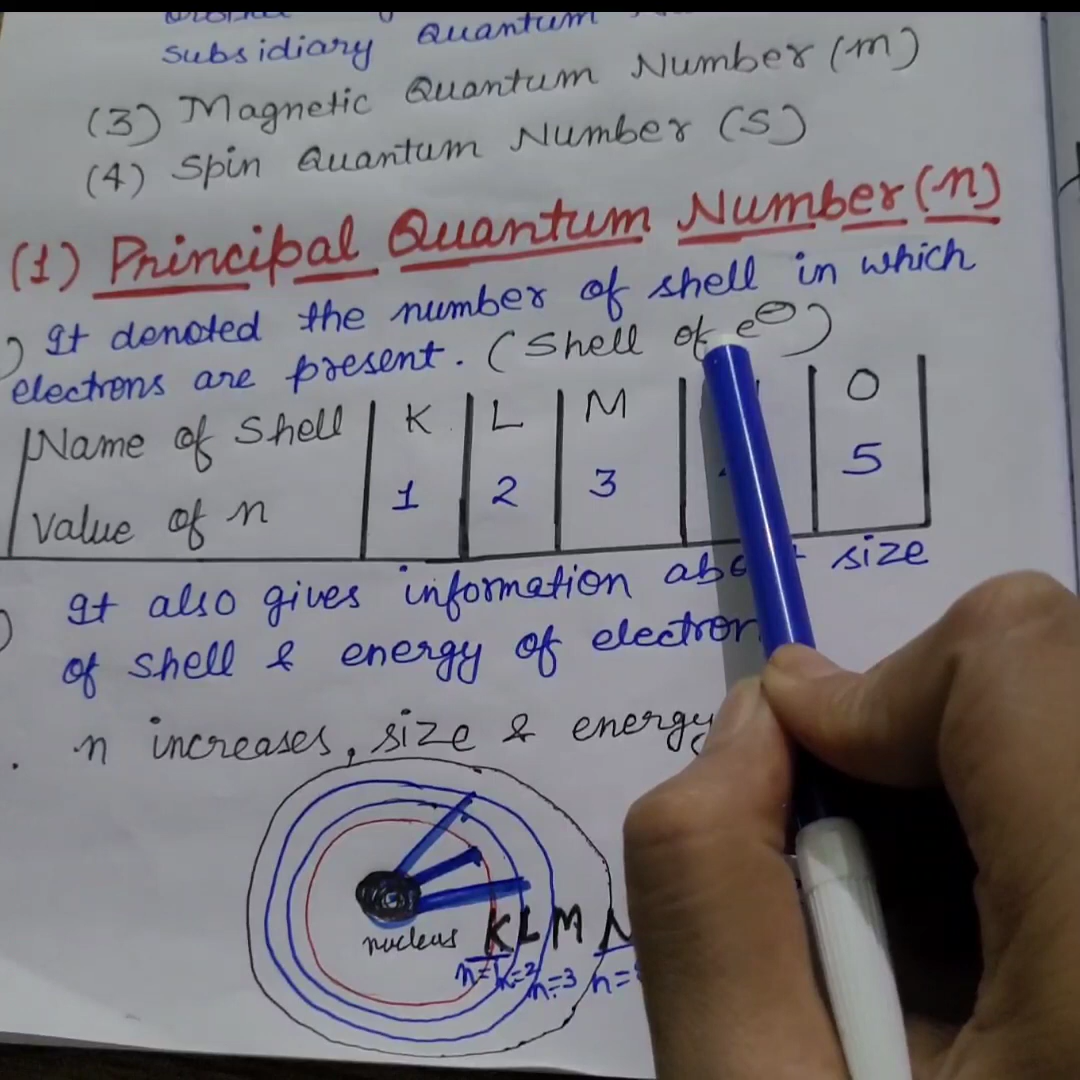 subsidiary Quantum
(3) Magnetic Quantum Number (m)
(4) Spin Quantum Number (S)
(1) Principal Quantum Number (n)
It denoted the number of shell in which
electrons are present. (Shell of e⊖)
Name of Shell K L M O
Value of n 1 2 3 5
It also gives information about size
of shell & energy of electron
n increases, size & energy
nucleus K L M N
n=1 n=2 n=3 n=